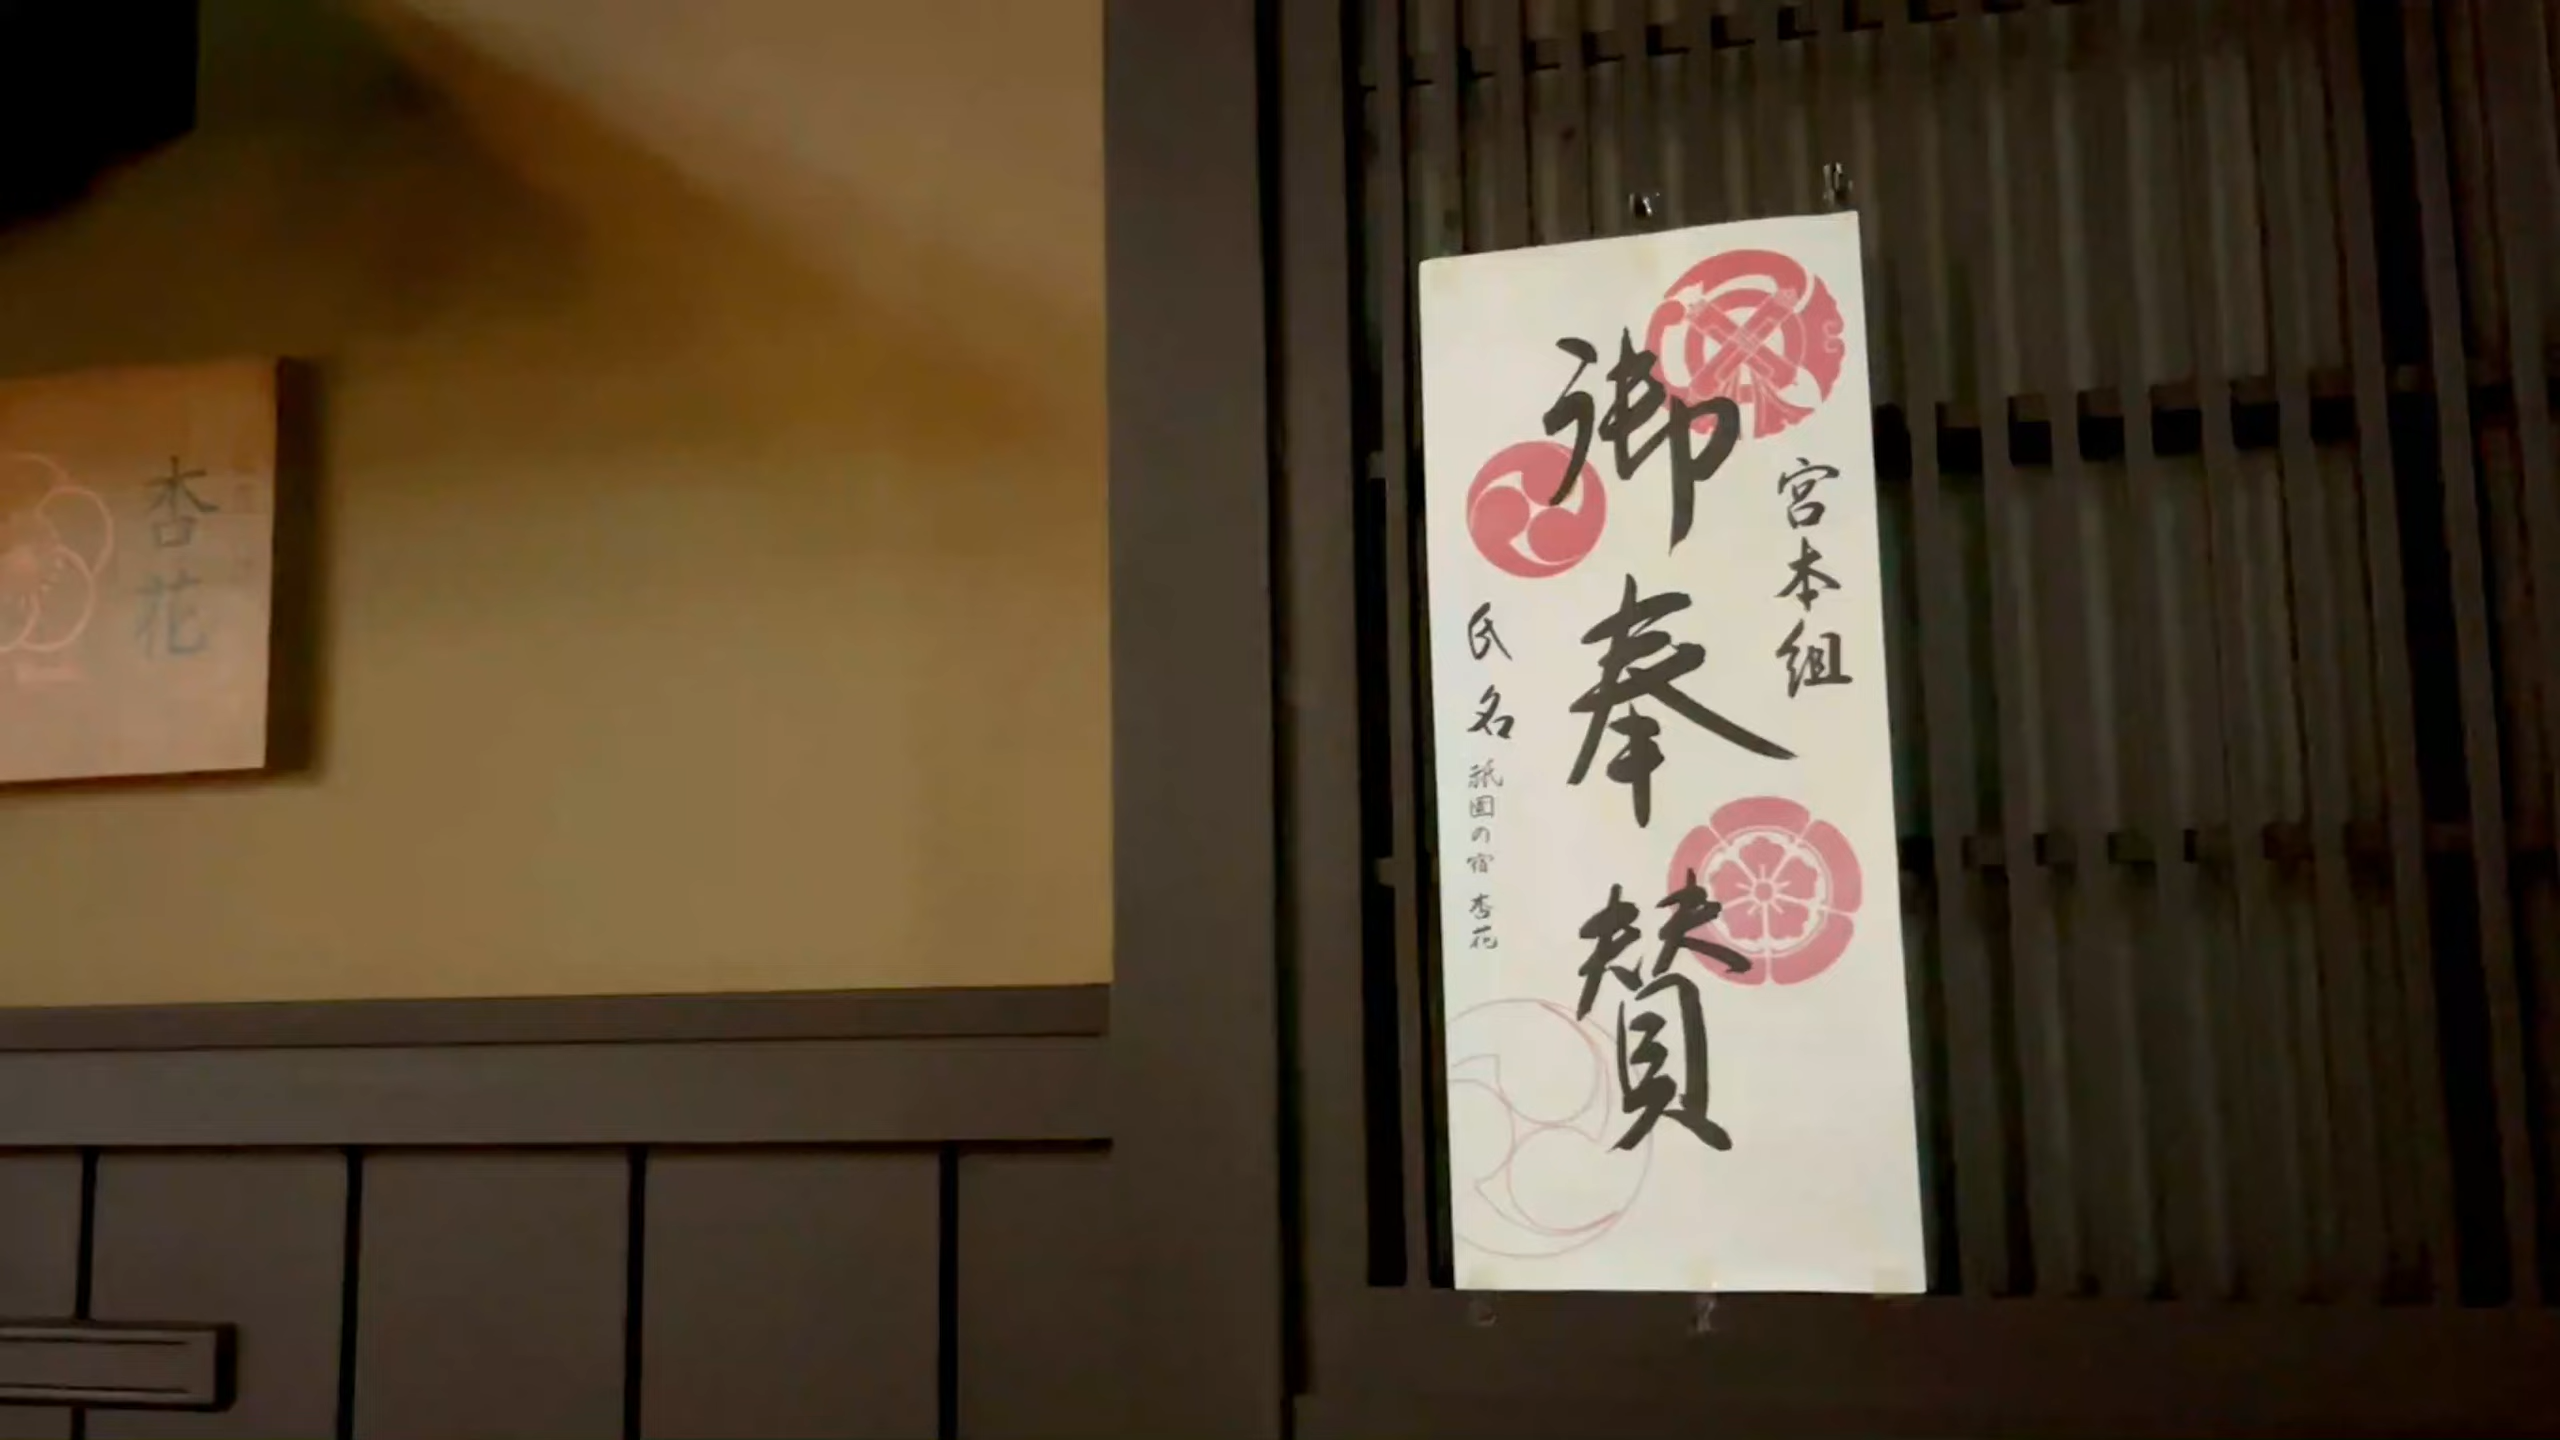 宮本組
御奉賛
氏名 祇園の宿 杏花
杏花